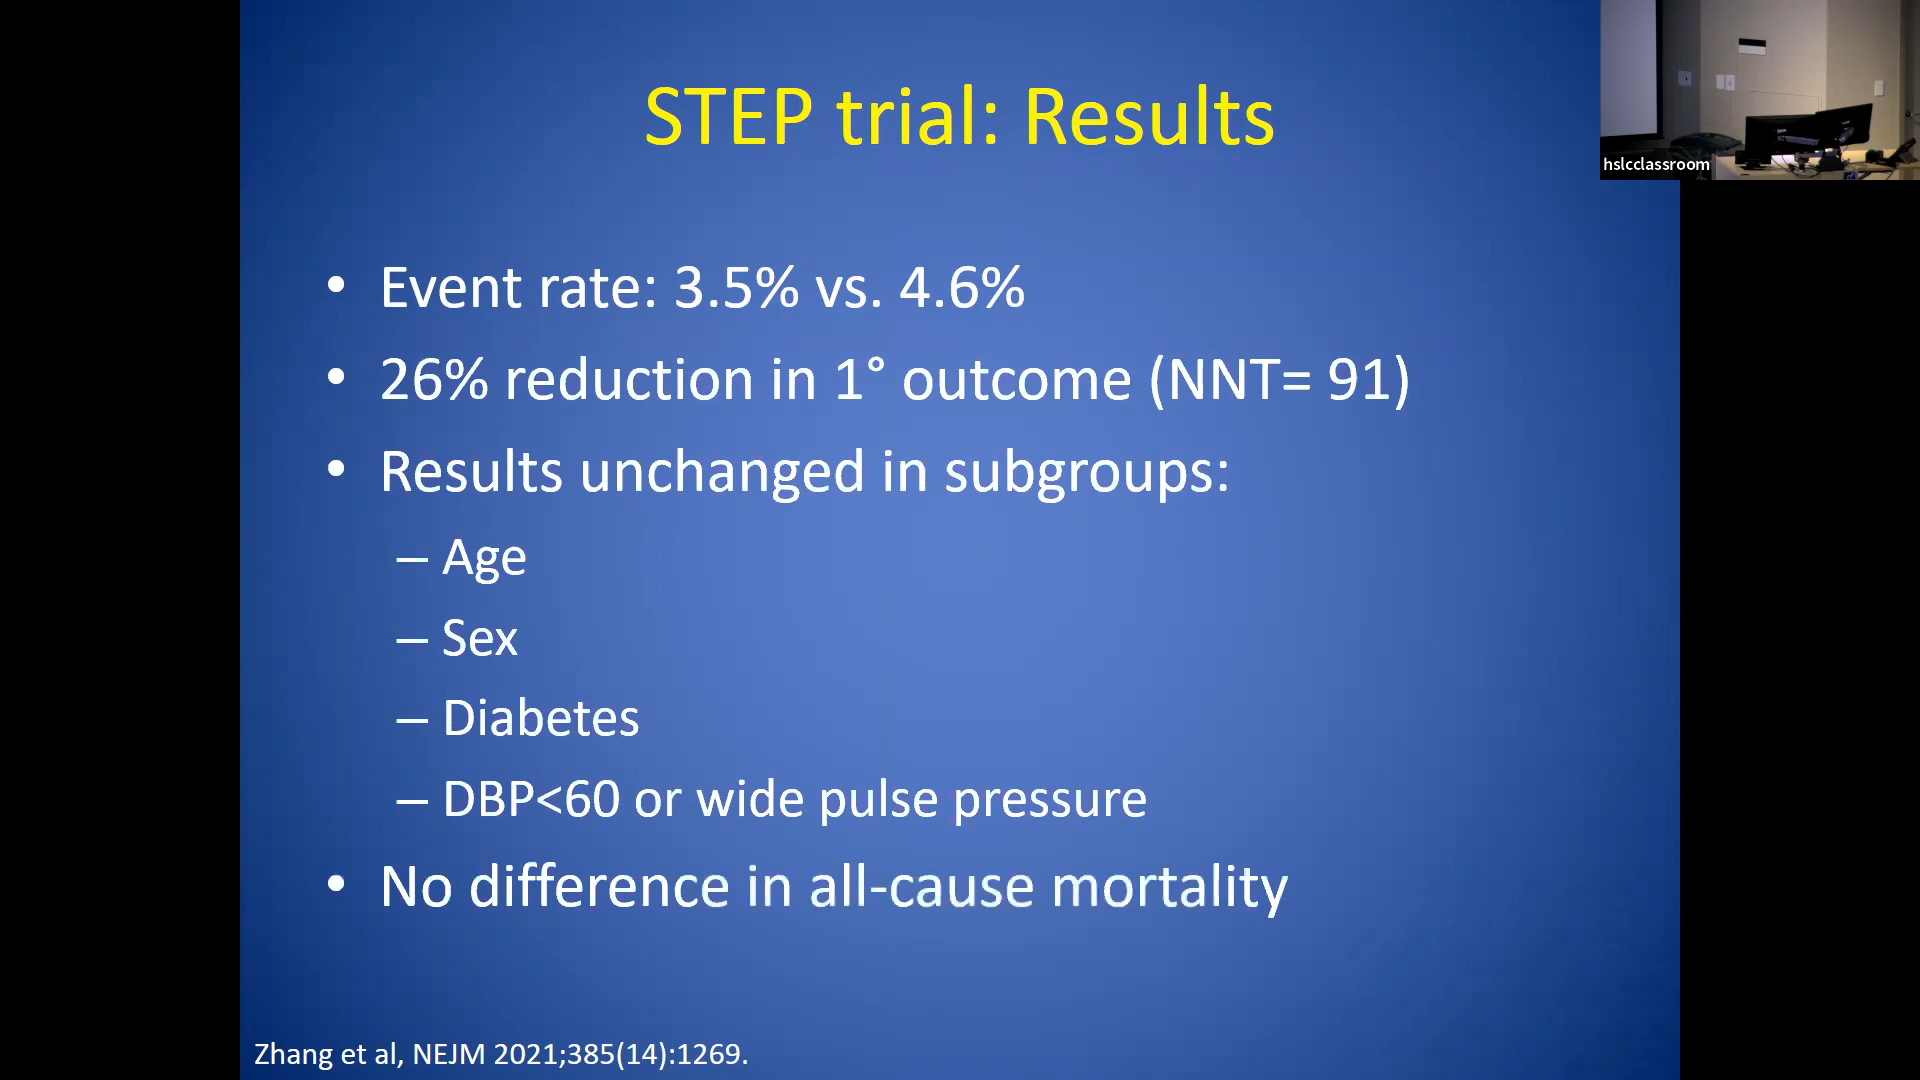 STEP trial: Results
hslcclassroom
• Event rate: 3.5% vs. 4.6%
• 26% reduction in 1° outcome (NNT= 91)
• Results unchanged in subgroups:
– Age
– Sex
– Diabetes
– DBP<60 or wide pulse pressure
• No difference in all-cause mortality
Zhang et al, NEJM 2021;385(14):1269.